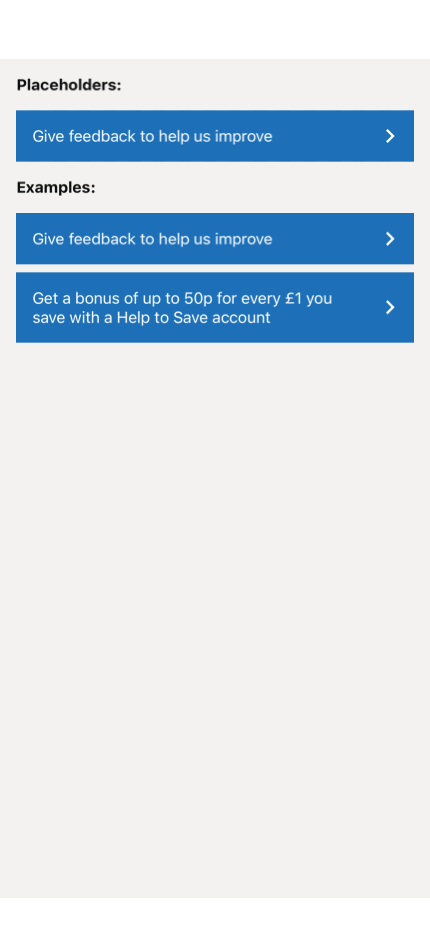 Placeholders:
Give feedback to help us improve
Examples:
Give feedback to help us improve
Get a bonus of up to 50p for every £1 you
save with a Help to Save account